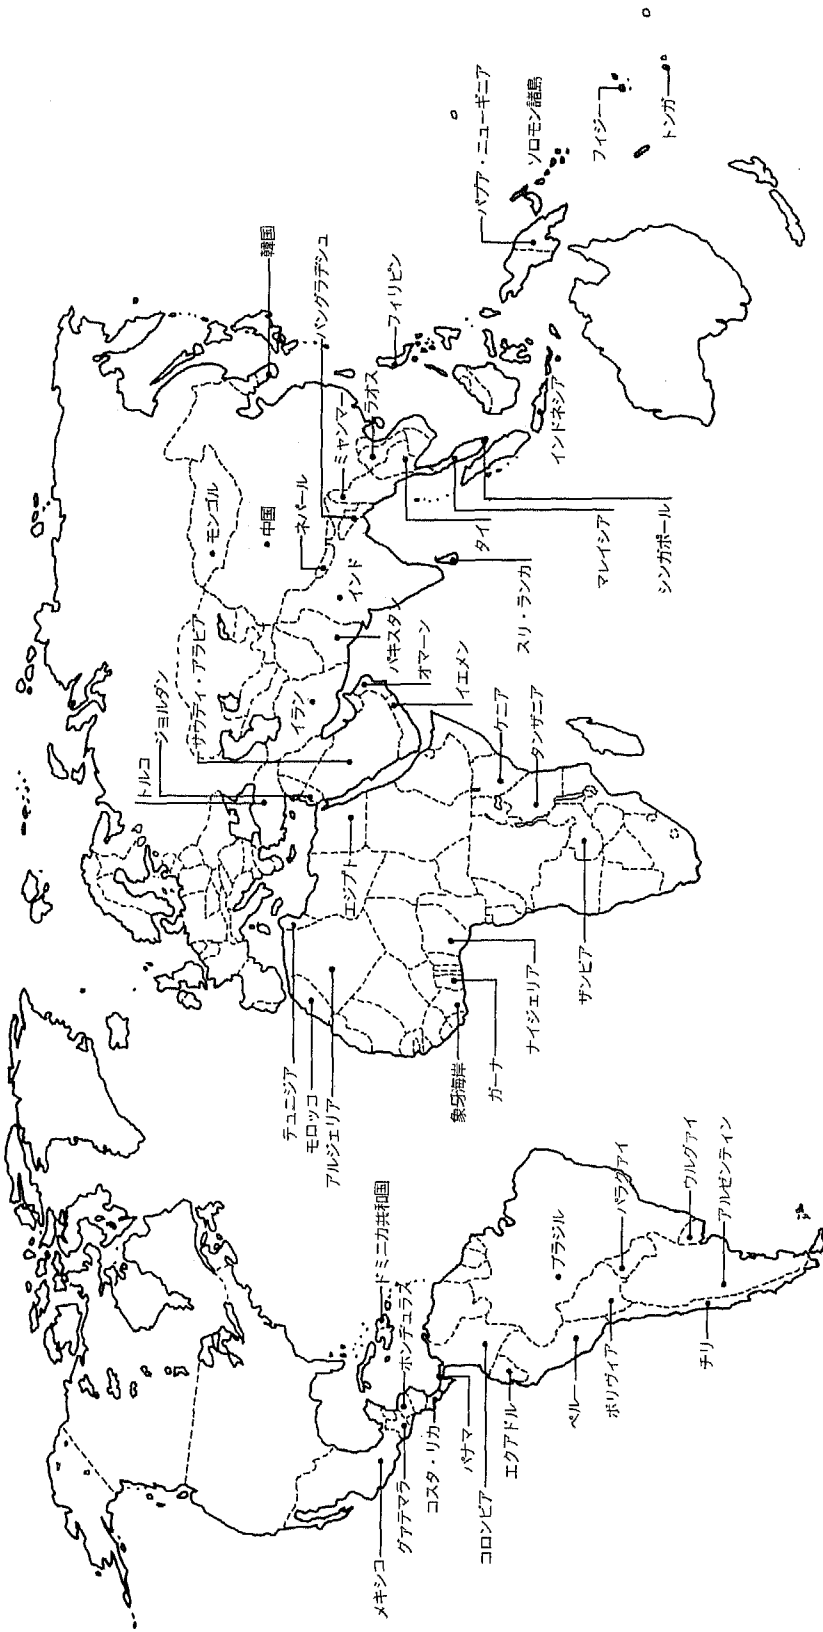 メキシコ
グァテマラ
ホンデュラス
ドミニカ共和国
コスタ・リカ
パナマ
コロンビア
エクアドル
ペルー
ボリヴィア
チリー
ブラジル
パラグァイ
ウルグァイ
アルゼンティン
テュニジア
モロッコ
アルジェリア
象牙海岸
ガーナ
ナイジェリア
ザンビア
エジプト
ケニア
タンザニア
トルコ
ジョルダン
サウディ・アラビア
イラン
パキスタン
オマーン
イエメン
モンゴル
中国
ネパール
インド
スリ・ランカ
韓国
バングラデシュ
ミャンマー
ラオス
タイ
マレイシア
シンガポール
フィリピン
インドネシア
パプア・ニューギニア
ソロモン諸島
フィジー
トンガ